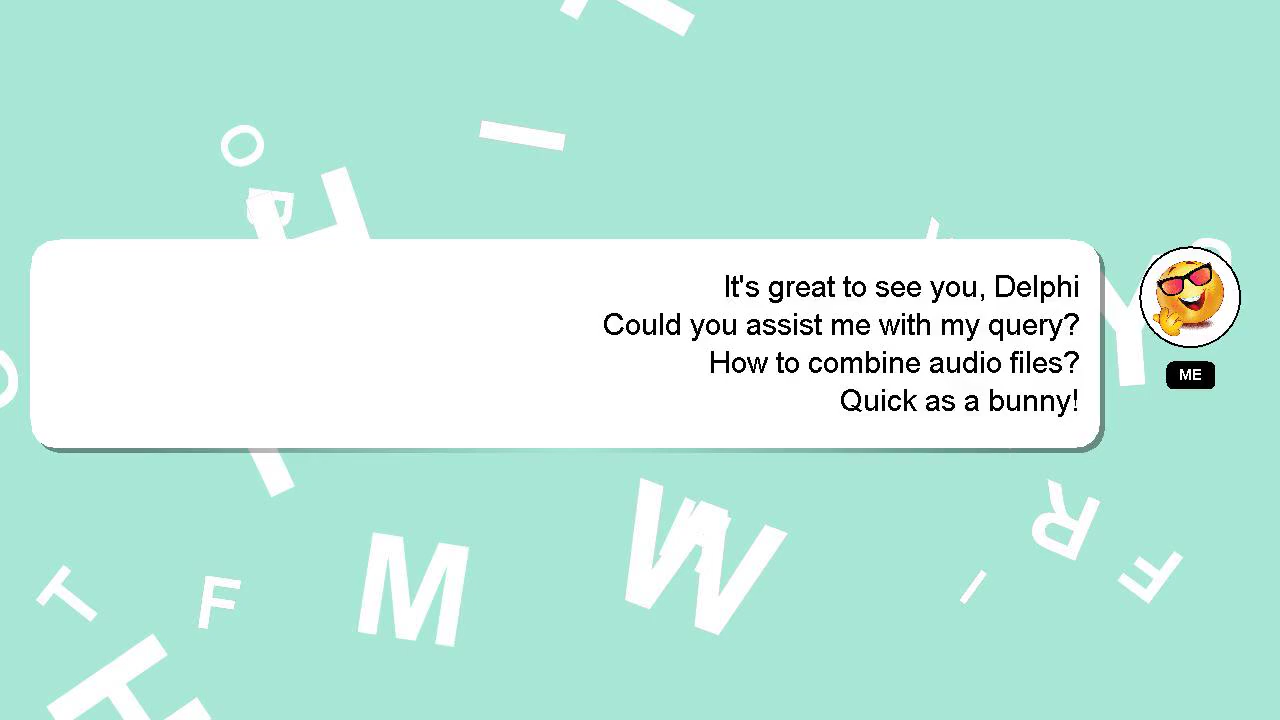 It's great to see you, Delphi
Could you assist me with my query?
How to combine audio files?
Quick as a bunny!
ME
O
I
T
F
M
W
I
R
F
H
Y